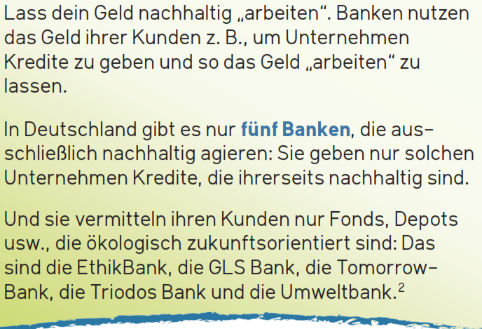 Lass dein Geld nachhaltig „arbeiten“. Banken nutzen
das Geld ihrer Kunden z. B., um Unternehmen
Kredite zu geben und so das Geld „arbeiten“ zu
lassen.
In Deutschland gibt es nur fünf Banken, die aus-
schließlich nachhaltig agieren: Sie geben nur solchen
Unternehmen Kredite, die ihrerseits nachhaltig sind.
Und sie vermitteln ihren Kunden nur Fonds, Depots
usw., die ökologisch zukunftsorientiert sind: Das
sind die EthikBank, die GLS Bank, die Tomorrow-
Bank, die Triodos Bank und die Umweltbank.²